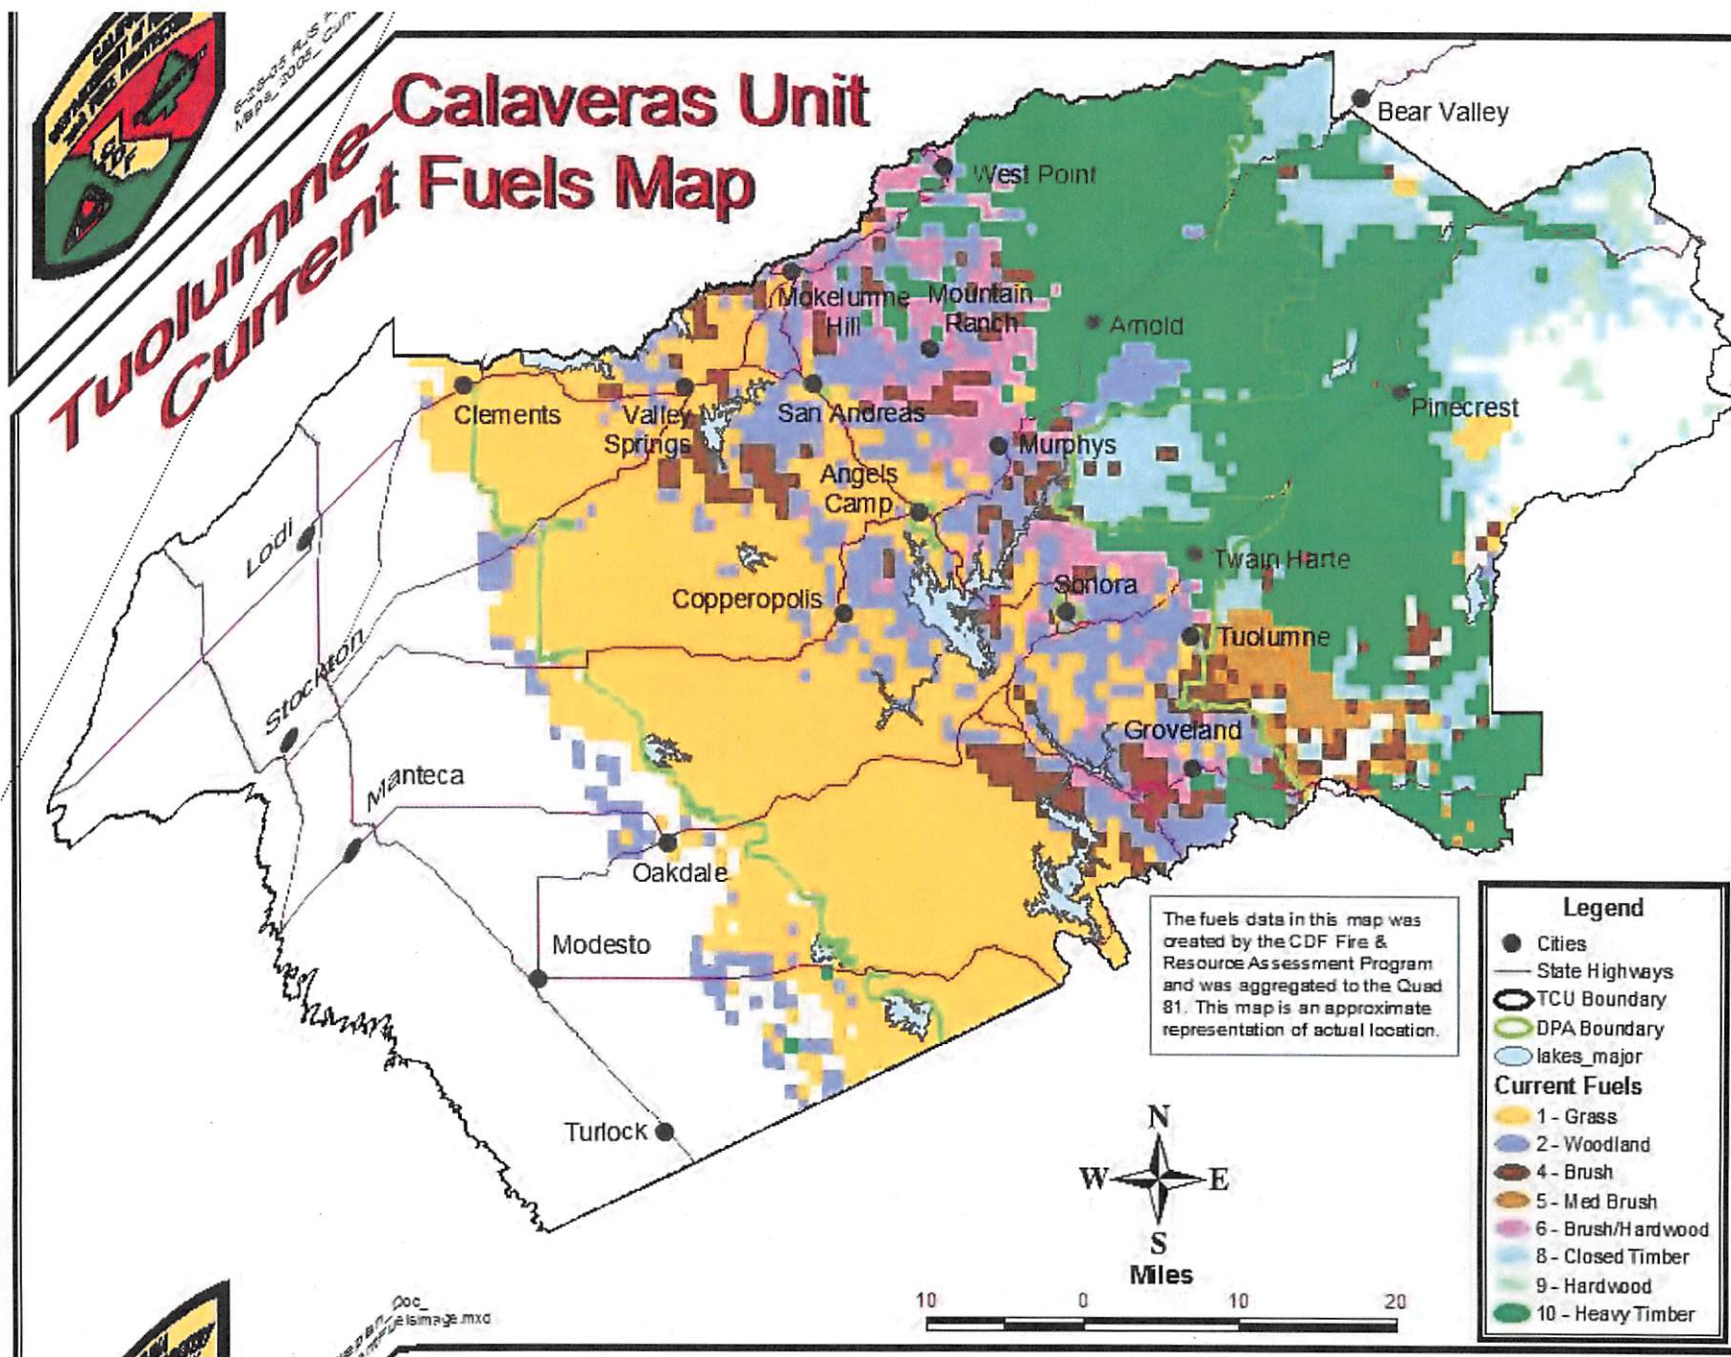 Tuolumne-Calaveras Unit
Current Fuels Map
Bear Valley
West Point
Mokelumne
Hill
Mountain
Ranch
Arnold
Clements
Valley
Springs
San Andreas
Pinecrest
Murphys
Angels
Camp
Lodi
Twain Harte
Copperopolis
Sonora
Tuolumne
Stockton
Groveland
Manteca
Oakdale
Modesto
Turlock
The fuels data in this map was
created by the CDF Fire &
Resource Assessment Program
and was aggregated to the Quad
81. This map is an approximate
representation of actual location.
Legend
Cities
State Highways
TCU Boundary
DPA Boundary
lakes_major
Current Fuels
1 - Grass
2 - Woodland
4 - Brush
5 - Med Brush
6 - Brush/Hardwood
8 - Closed Timber
9 - Hardwood
10 - Heavy Timber
N
W E
S
Miles
10 0 10 20